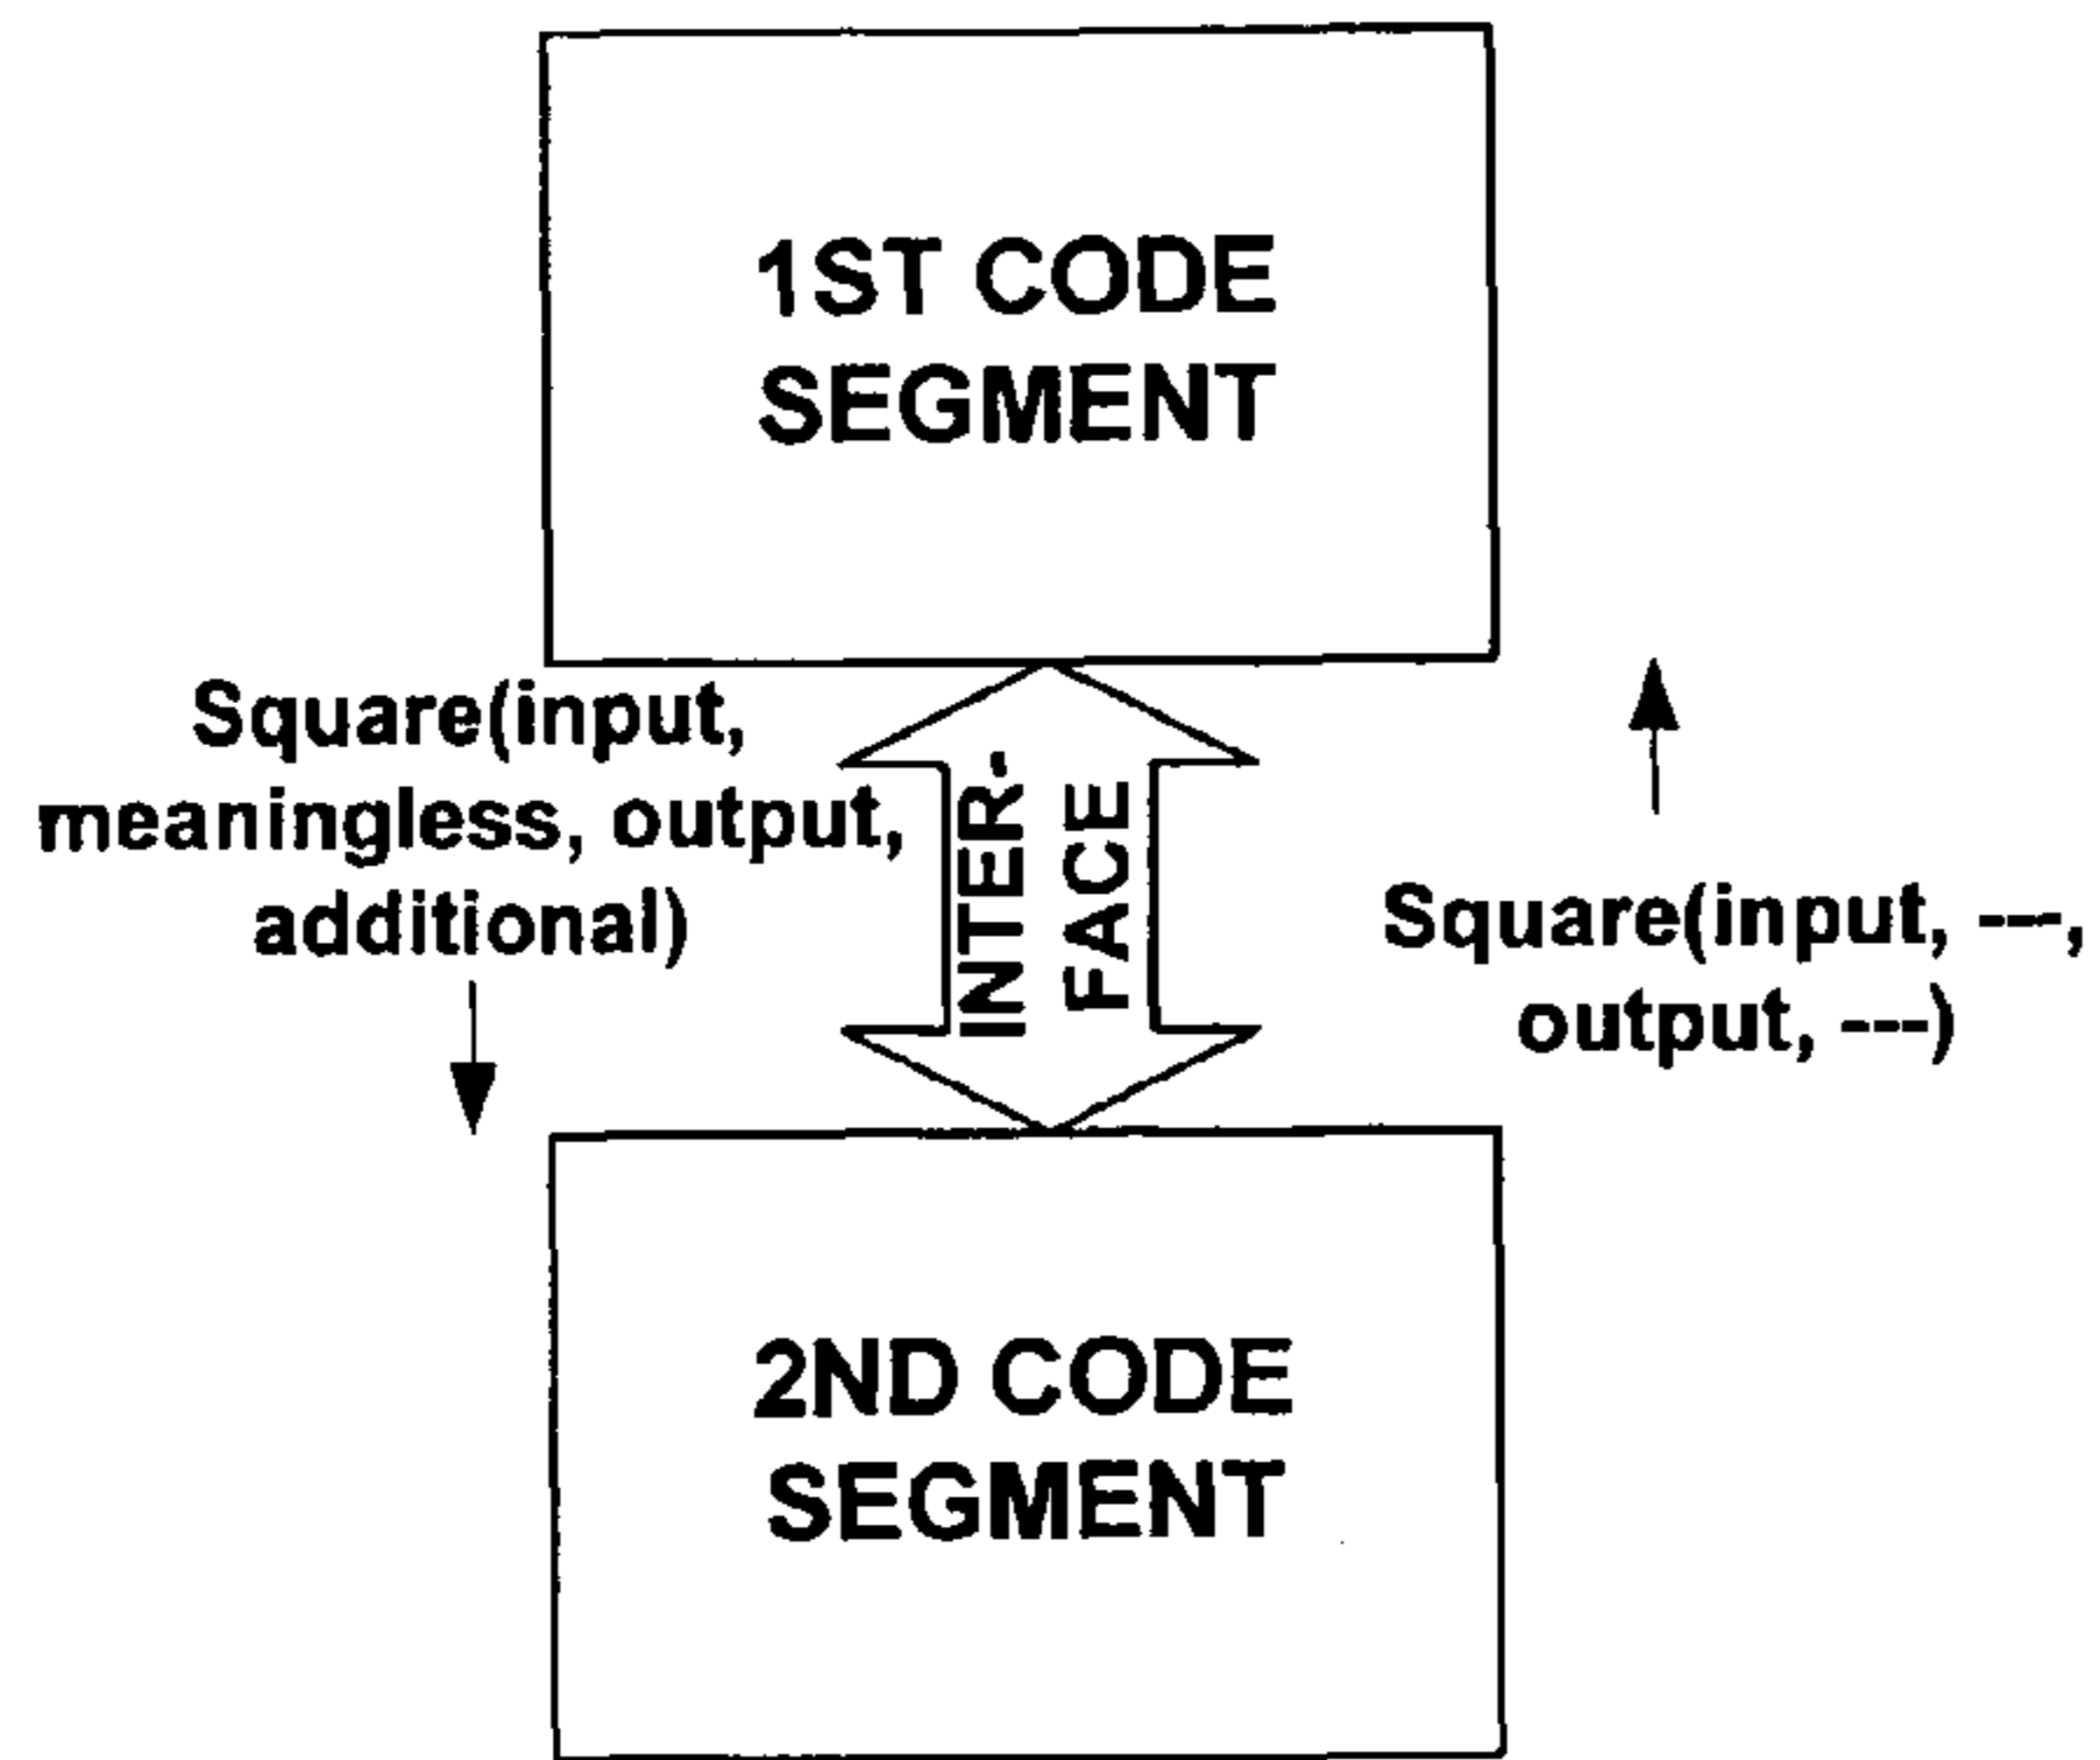 1ST CODE
SEGMENT
Square(input,
meaningless, output,
additional)
INTER-
FACE
Square(input, ---,
output, ---)
2ND CODE
SEGMENT